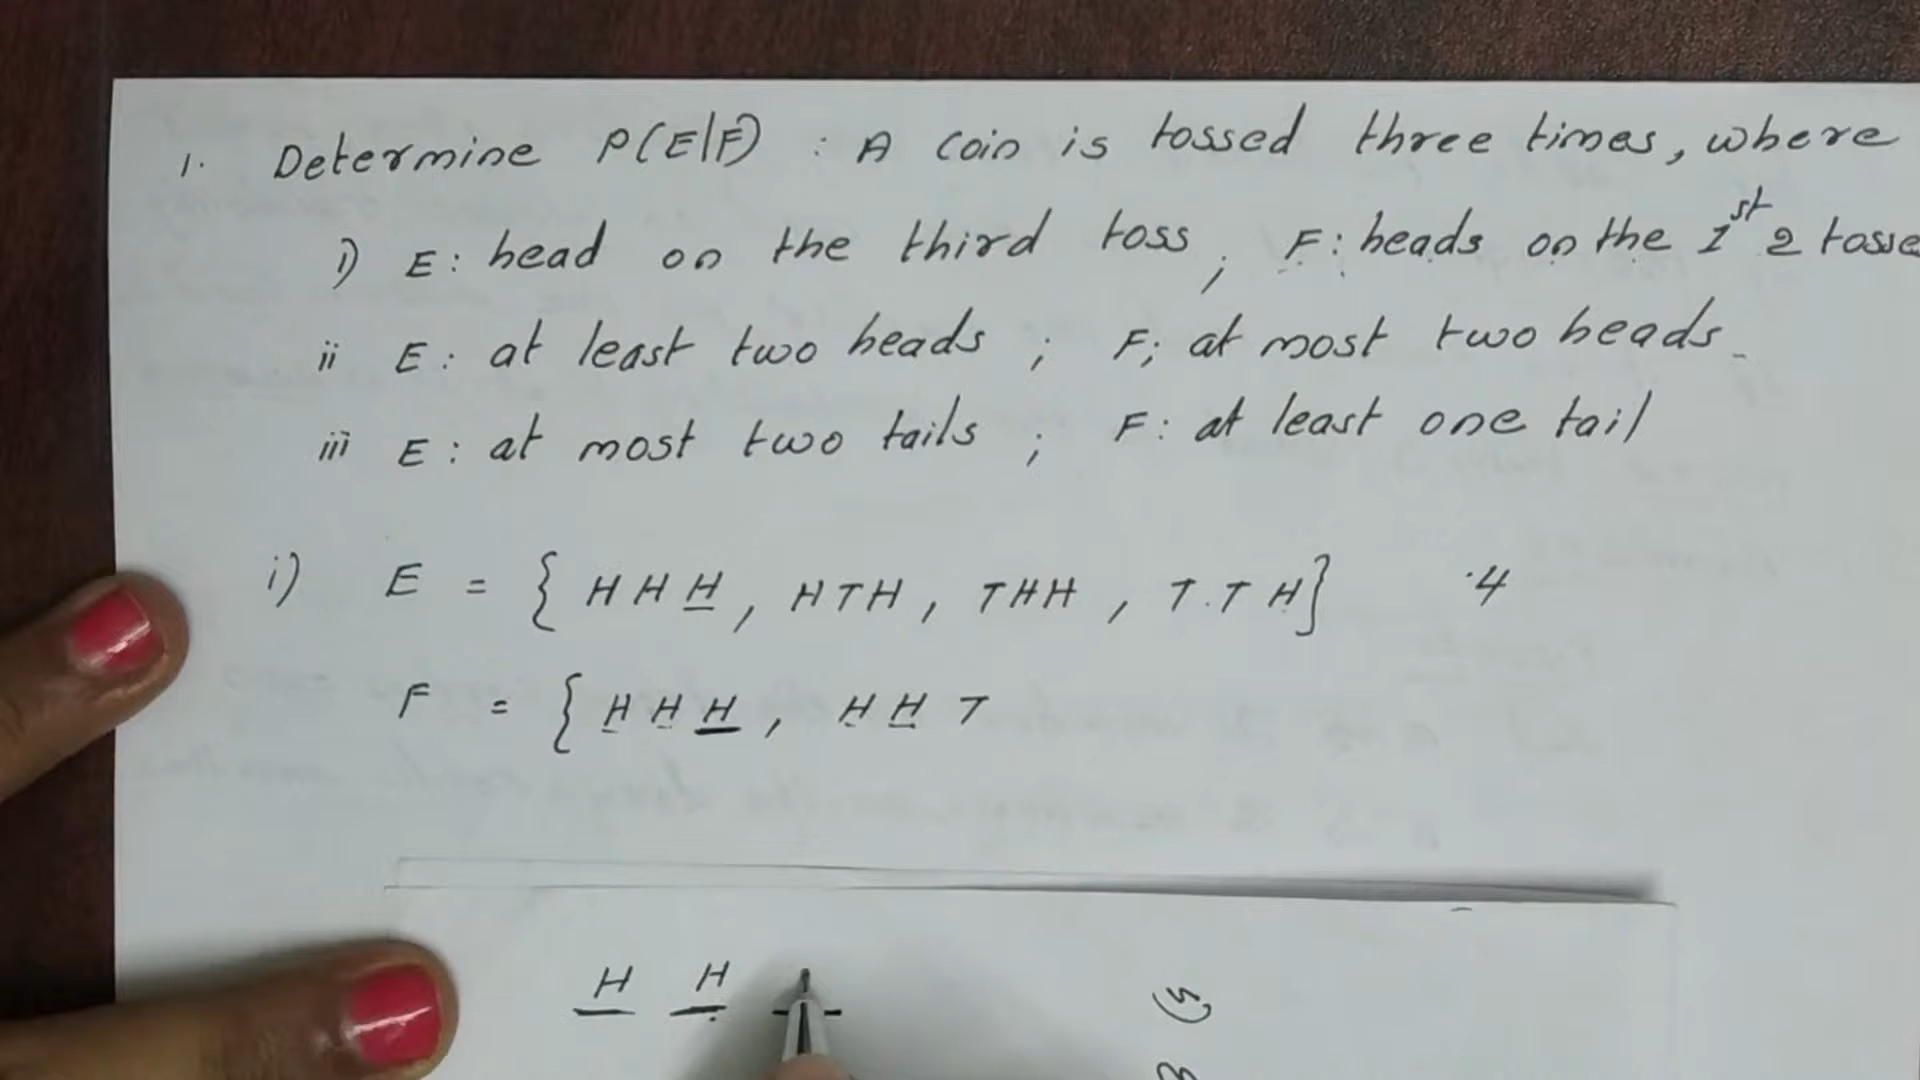 1. Determine P(E|F) : A coin is tossed three times, where
i) E: head on the third toss ; F: heads on the 1st 2 tosse
ii E: at least two heads ; F; at most two heads.
iii E: at most two tails ; F: at least one tail
i) E = { HHH, HTH, THH, T.TH} .4
F = { HHH, HHT
H H
5)